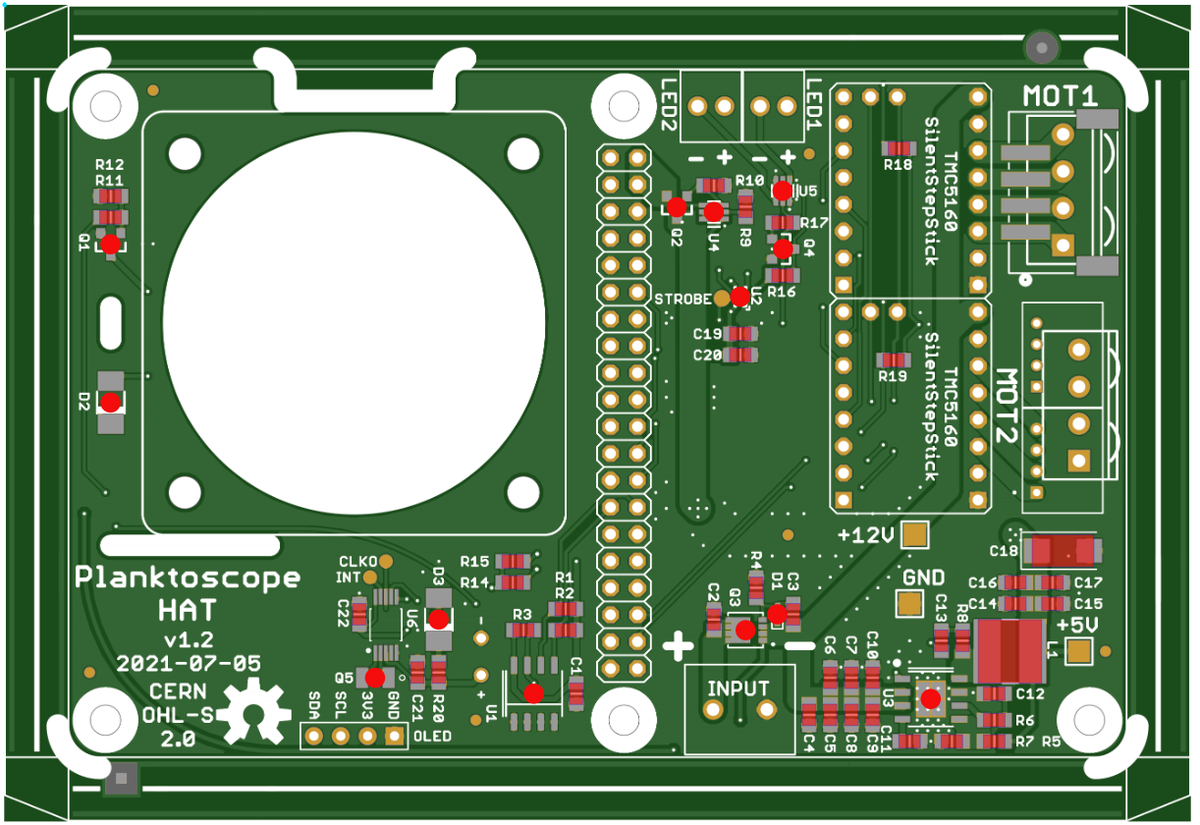 LED2
LED1
MOT1
- + - +
R12
R11
Q1
D2
R10
U5
Q2
U4
R9
R17
Q4
R16
STROBE
U2
C19
C20
R18
TMC5160
SilentStepStick
R19
TMC5160
SilentStepStick
MOT2
+12V
C18
GND
C16
C17
C14
C15
+5V
L1
C13
R8
Planktoscope
HAT
v1.2
2021-07-05
CERN
OHL-S
2.0
CLKO
INT
C22
U6
D3
-
+
Q5
C21
R20
SDA
SCL
3V3
GND
OLED
R15
R14
R1
R2
R3
U1
C1
R4
D1
C3
C2
Q3
+
-
INPUT
C6
C7
C10
C4
C5
C8
C9
C11
U3
C12
R6
R7
R5